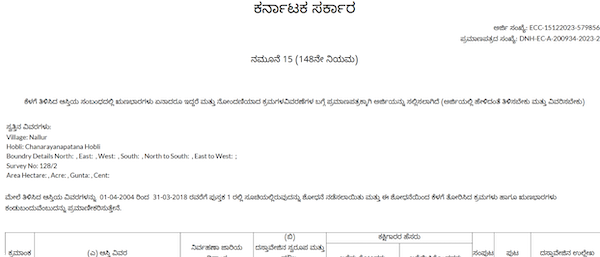 ಕರ್ನಾಟಕ ಸರ್ಕಾರ
ಅರ್ಜಿ ಸಂಖ್ಯೆ: ECC-15122023-579856
ಪ್ರಮಾಣಪತ್ರದ ಸಂಖ್ಯೆ: DNH-EC-A-200934-2023-2
ನಮೂನೆ 15 (148ನೇ ನಿಯಮ)
ಕೆಳಗೆ ತಿಳಿಸಿದ ಆಸ್ತಿಯ ಸಂಬಂಧದಲ್ಲಿ ಋಣಭಾರಗಳು ಏನಾದರೂ ಇದ್ದರೆ ಮತ್ತು ನೋಂದಣಿಯಾದ ಕ್ರಮಗಳವಿವರಣೆಗಳ ಬಗ್ಗೆ ಪ್ರಮಾಣಪತ್ರಕ್ಕಾಗಿ ಅರ್ಜಿಯನ್ನು ಸಲ್ಲಿಸಲಾಗಿದೆ (ಅರ್ಜಿಯಲ್ಲಿ ಹೇಳಿದಂತೆ ತಿಳಿಸಬೇಕು ಮತ್ತು ವಿವರಿಸಬೇಕು)
ಸ್ವತ್ತಿನ ವಿವರಗಳು:
Village: Nallur
Hobli: Chanarayanapatana Hobli
Boundry Details North: , East: , West: , South: , North to South: , East to West: ;
Survey No: 128/2
Area Hectare: , Acre: , Gunta: , Cent:
ಮೇಲೆ ತಿಳಿಸಿದ ಆಸ್ತಿಯ ವಿವರಗಳನ್ನು 01-04-2004 ರಿಂದ 31-03-2018 ರವರೆಗೆ ಪುಸ್ತಕ 1 ರಲ್ಲಿ ಸೂಚಿಯಲ್ಲಿರುವುದನ್ನು ಶೋಧನೆ ನಡೆಸಲಾಯಿತು ಮತ್ತು ಈ ಶೋಧನೆಯಿಂದ ಕೆಳಗೆ ತೋರಿಸಿದ ಕ್ರಮಗಳು ಹಾಗೂ ಋಣಭಾರಗಳು
ಕಂಡುಬಂದುವೆಂಬುದನ್ನು ಪ್ರಮಾಣೀಕರಿಸುತ್ತೇನೆ.
(ಬಿ) ಕಕ್ಷಿಗಾರರ ಹೆಸರು
ಕ್ರಮಾಂಕ (ಎ) ಆಸ್ತಿ ವಿವರ ನಿರ್ವಹಣಾ ಜಾರಿಯ ದಸ್ತಾವೇಜಿನ ಸ್ವರೂಪ ಮತ್ತು ಸಂಪುಟ ಪುಟ ದಸ್ತಾವೇಜಿನ ಉಲ್ಲೇಖ